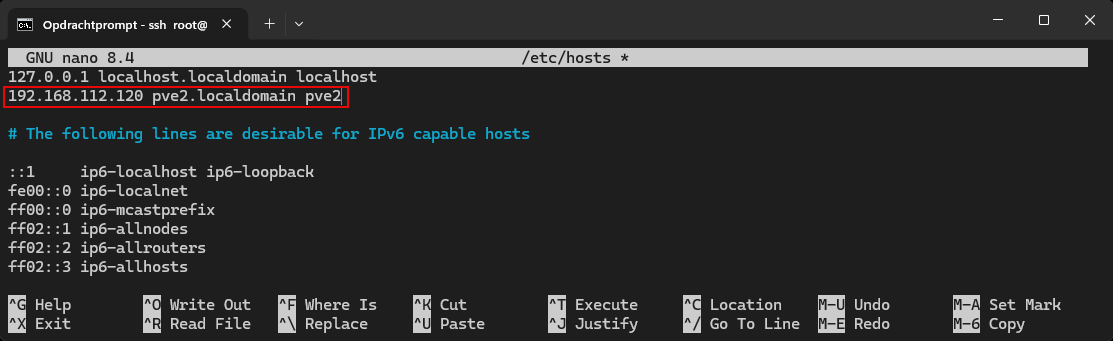 Opdrachtprompt - ssh root@
GNU nano 8.4 /etc/hosts *
127.0.0.1 localhost.localdomain localhost
192.168.112.120 pve2.localdomain pve2
# The following lines are desirable for IPv6 capable hosts
::1 ip6-localhost ip6-loopback
fe00::0 ip6-localnet
ff00::0 ip6-mcastprefix
ff02::1 ip6-allnodes
ff02::2 ip6-allrouters
ff02::3 ip6-allhosts
^G Help ^O Write Out ^F Where Is ^K Cut ^T Execute ^C Location M-U Undo M-A Set Mark
^X Exit ^R Read File ^\ Replace ^U Paste ^J Justify ^/ Go To Line M-E Redo M-6 Copy